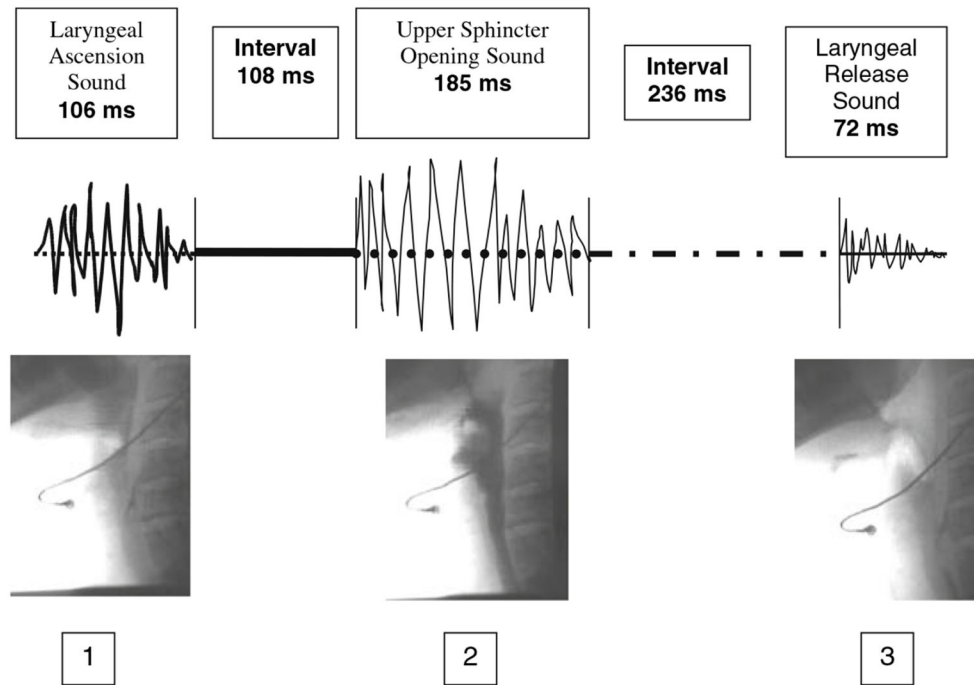 Laryngeal
Ascension
Sound
106 ms
Interval
108 ms
Upper Sphincter
Opening Sound
185 ms
Interval
236 ms
Laryngeal
Release
Sound
72 ms
1
2
3